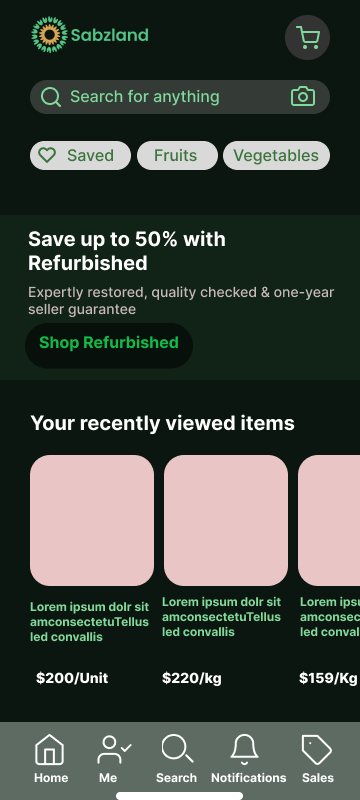 Sabzland
Search for anything
Saved
Fruits
Vegetables
Save up to 50% with
Refurbished
Expertly restored, quality checked & one-year
seller guarantee
Shop Refurbished
Your recently viewed items
Lorem ipsum dolr sit
amconsectetuTellus
led convallis
$200/Unit
Lorem ipsum dolr sit
amconsectetuTellus
led convallis
$220/kg
Lorem ipsu
amconsec
led convallis
$159/Kg
Home
Me
Search
Notifications
Sales